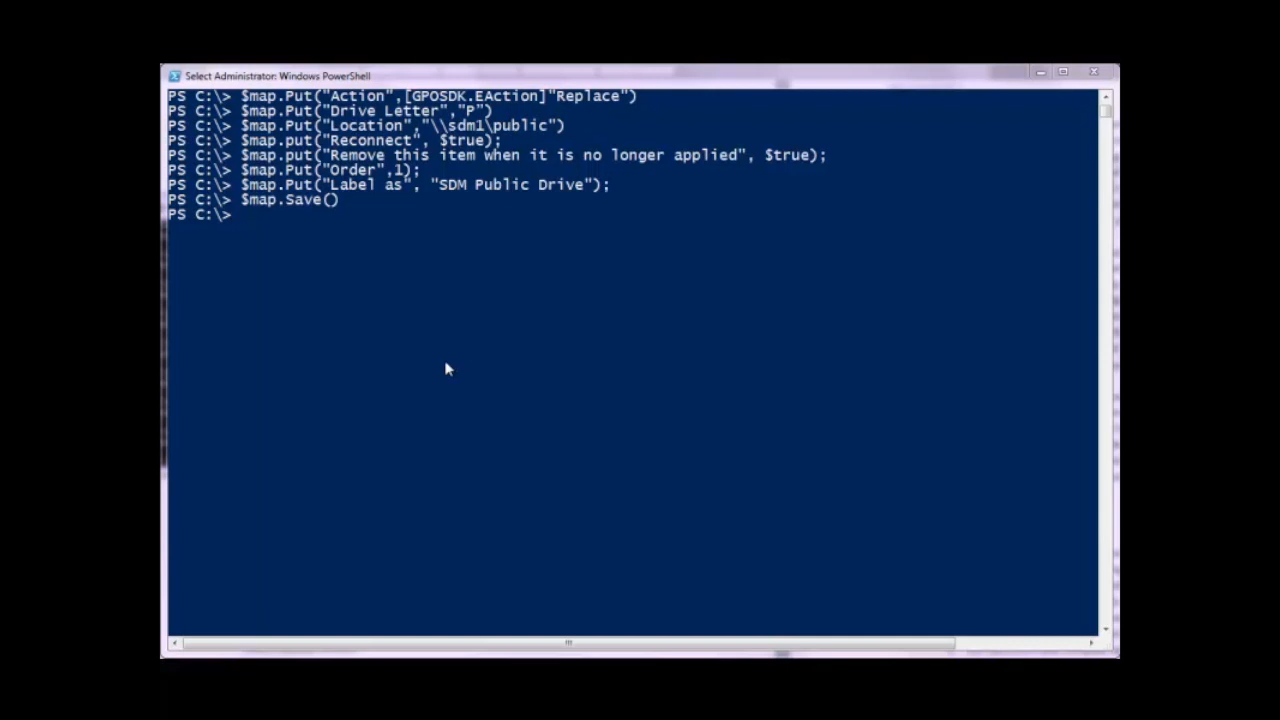 Select Administrator: Windows PowerShell
PS C:\> $map.Put("Action",[GPOSDK.EAction]"Replace")
PS C:\> $map.Put("Drive Letter","P")
PS C:\> $map.Put("Location","\\sdm1\public")
PS C:\> $map.put("Reconnect", $true);
PS C:\> $map.put("Remove this item when it is no longer applied", $true);
PS C:\> $map.Put("Order",1);
PS C:\> $map.Put("Label as", "SDM Public Drive");
PS C:\> $map.Save()
PS C:\>